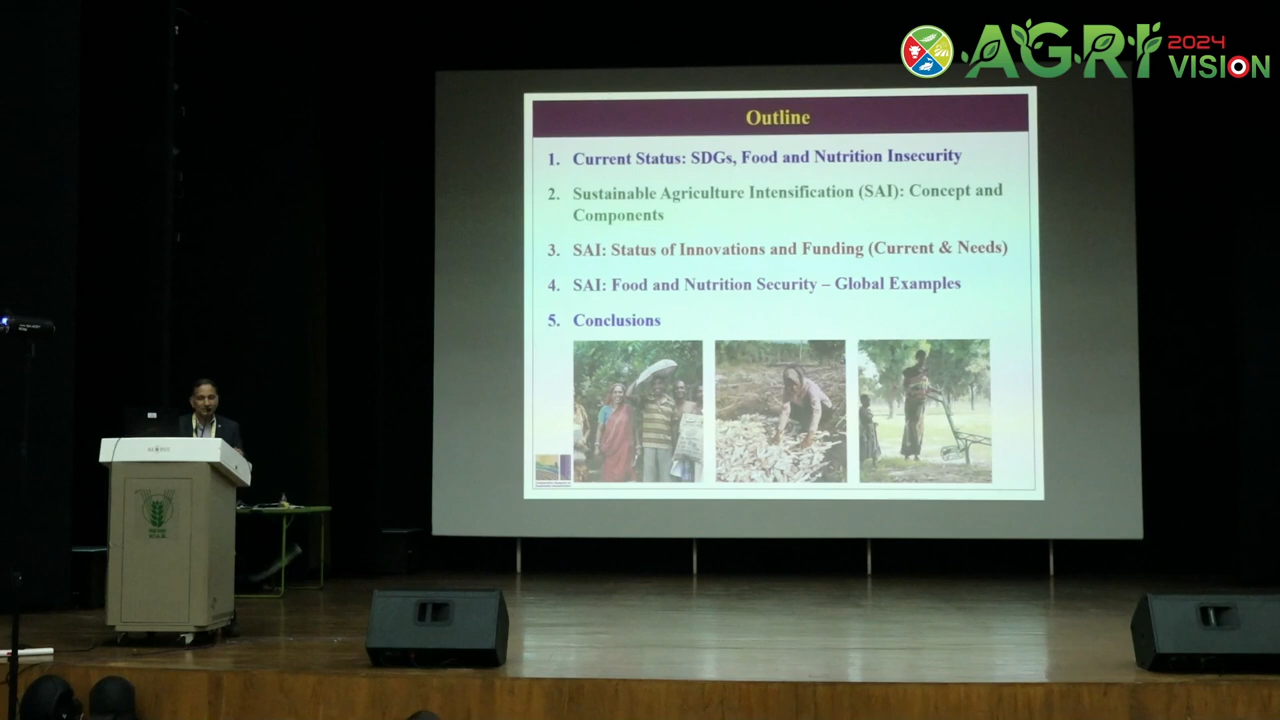 AGRI
2024
VISION
Outline
1. Current Status: SDGs, Food and Nutrition Insecurity
2. Sustainable Agriculture Intensification (SAI): Concept and
Components
3. SAI: Status of Innovations and Funding (Current & Needs)
4. SAI: Food and Nutrition Security – Global Examples
5. Conclusions